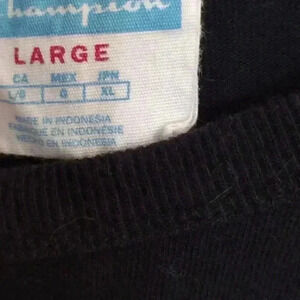 Champion
LARGE
CA MEX JPN
L/G G XL
MADE IN INDONESIA
FABRIQUÉ EN INDONÉSIE
HECHO EN INDONESIA